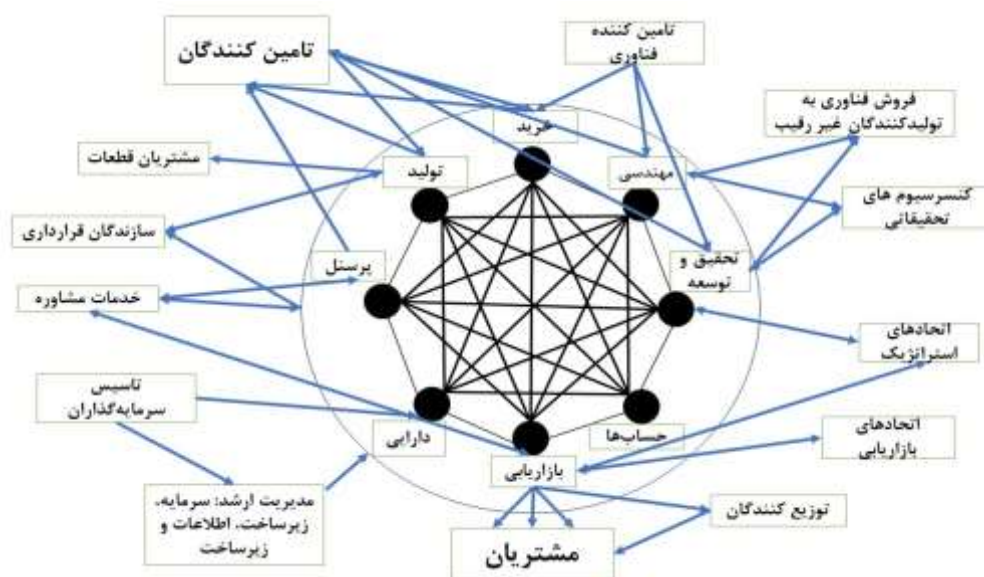 تامین کنندگان
تامین کننده
فناوری
فروش فناوری به
تولیدکنندگان غیر رقیب
خرید
مشتریان قطعات
تولید
مهندسی
کنسرسیوم های
تحقیقاتی
سازندگان قرارداری
پرسنل
تحقیق و
توسعه
خدمات مشاوره
اتحادهای
استراتژیک
تاسیس
سرمایه‌گذاران
دارایی
حساب‌ها
اتحادهای
بازاریابی
بازاریابی
مدیریت ارشد: سرمایه،
زیرساخت، اطلاعات و
زیرساخت
توزیع کنندگان
مشتریان